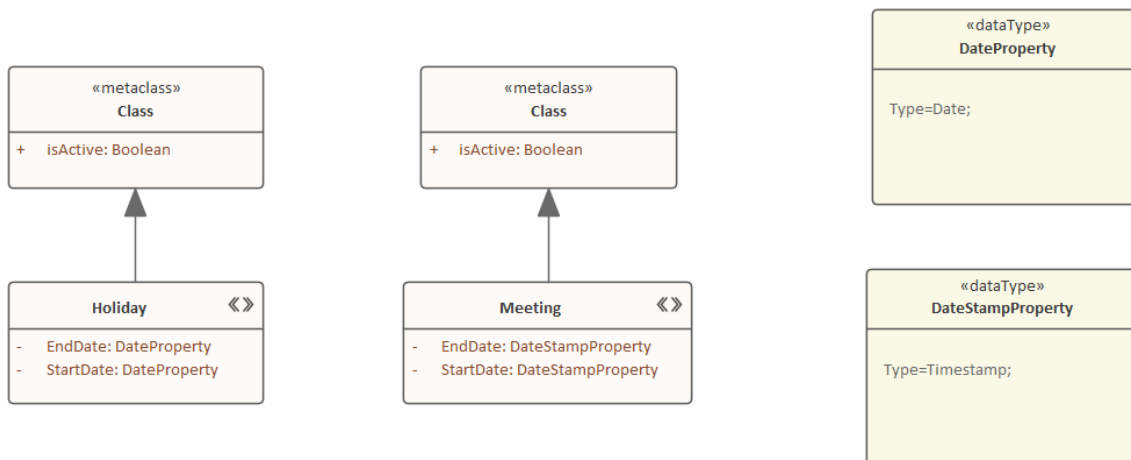 «metaclass»
Class
+ isActive: Boolean
Holiday
- EndDate: DateProperty
- StartDate: DateProperty
«metaclass»
Class
+ isActive: Boolean
Meeting
- EndDate: DateStampProperty
- StartDate: DateStampProperty
«dataType»
DateProperty
Type=Date;
«dataType»
DateStampProperty
Type=Timestamp;